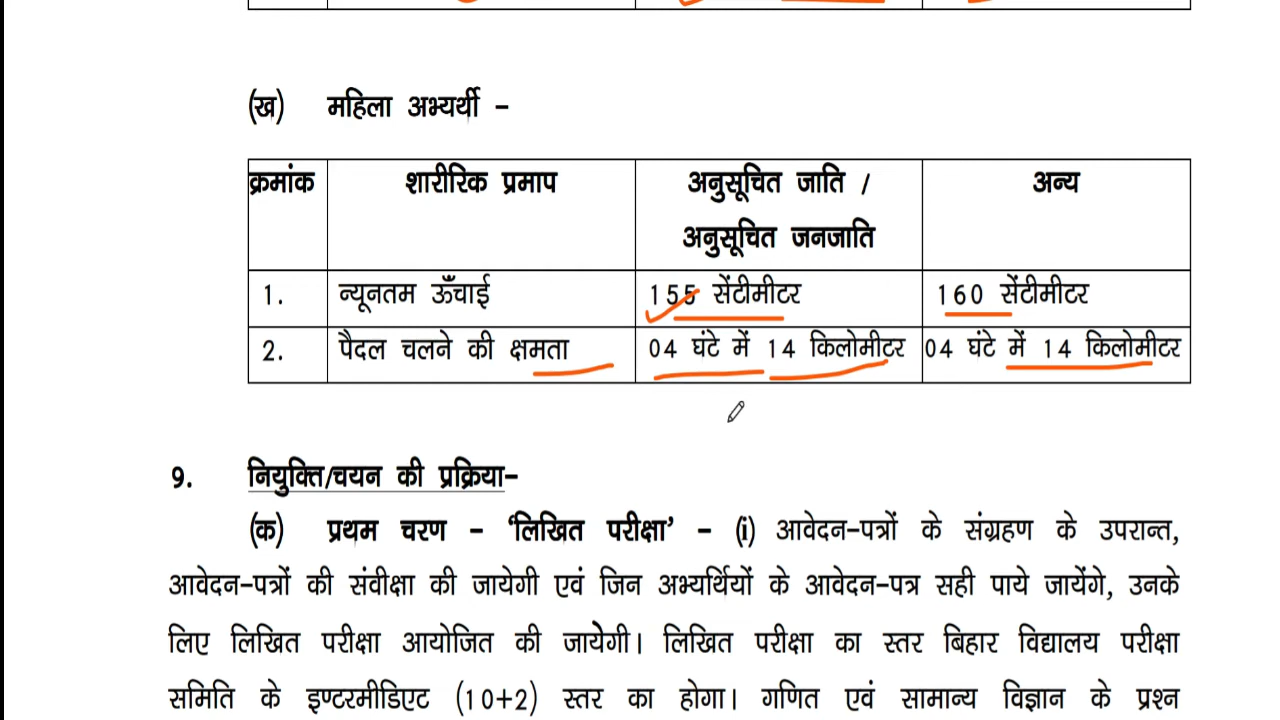 (ख) महिला अभ्यर्थी –
क्रमांक शारीरिक प्रमाप अनुसूचित जाति / अन्य
अनुसूचित जनजाति
1. न्यूनतम ऊँचाई 155 सेंटीमीटर 160 सेंटीमीटर
2. पैदल चलने की क्षमता 04 घंटे में 14 किलोमीटर 04 घंटे में 14 किलोमीटर
9. नियुक्ति/चयन की प्रक्रिया–
(क) प्रथम चरण – ‘लिखित परीक्षा’ – (i) आवेदन-पत्रों के संग्रहण के उपरान्त,
आवेदन-पत्रों की संवीक्षा की जायेगी एवं जिन अभ्यर्थियों के आवेदन-पत्र सही पाये जायेंगे, उनके
लिए लिखित परीक्षा आयोजित की जायेगी। लिखित परीक्षा का स्तर बिहार विद्यालय परीक्षा
समिति के इण्टरमीडिएट (10+2) स्तर का होगा। गणित एवं सामान्य विज्ञान के प्रश्न